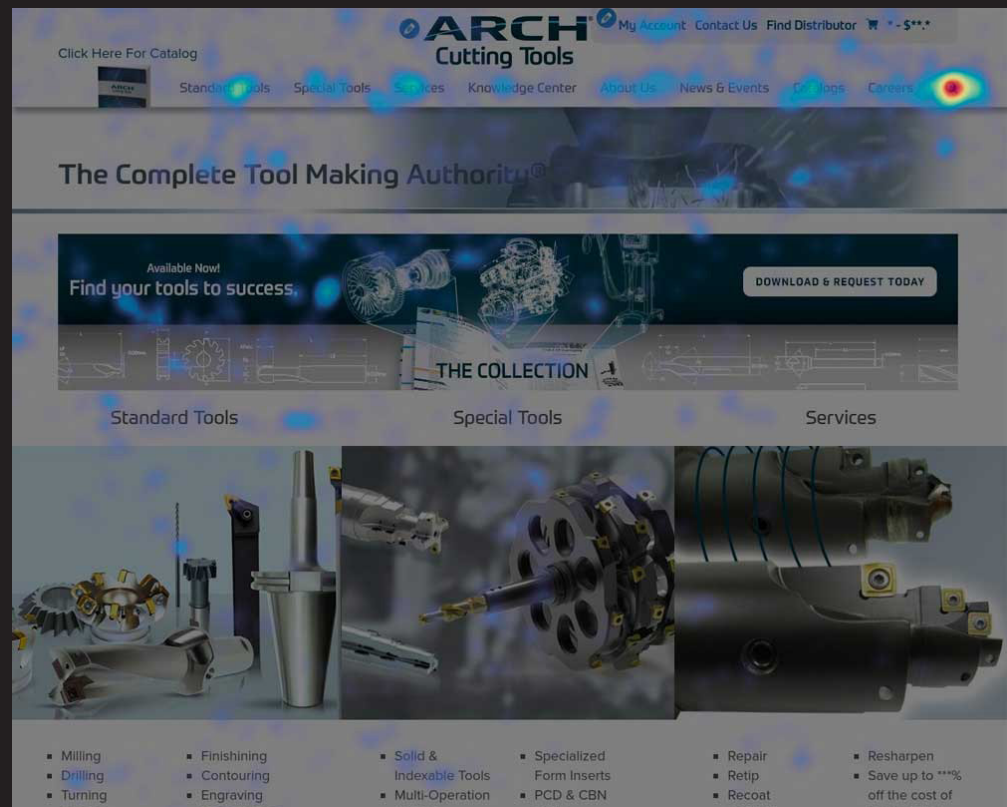 ARCH
Cutting Tools
My Account Contact Us Find Distributor * - $**.*
Click Here For Catalog
ARCH
Standard Tools Special Tools Services Knowledge Center About Us News & Events Catalogs Careers
The Complete Tool Making Authority®
Available Now!
Find your tools to success.
DOWNLOAD & REQUEST TODAY
THE COLLECTION
Standard Tools Special Tools Services
Milling
Drilling
Turning
Finishining
Contouring
Engraving
Solid &
Indexable Tools
Multi-Operation
Specialized
Form Inserts
PCD & CBN
Repair
Retip
Recoat
Resharpen
Save up to ***%
off the cost of